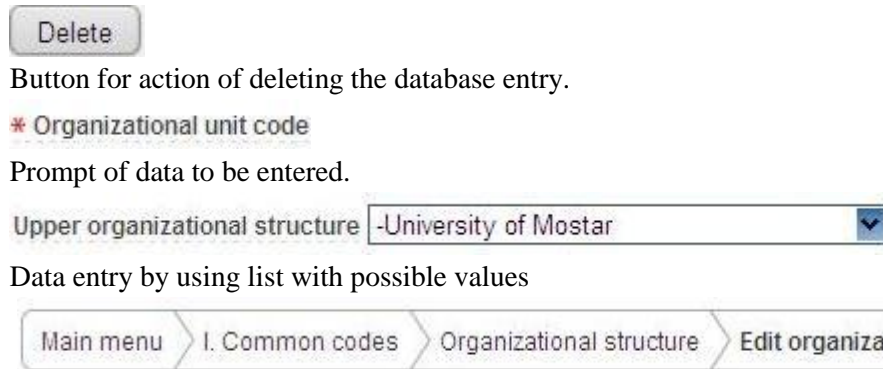 Delete
Button for action of deleting the database entry.
* Organizational unit code
Prompt of data to be entered.
Upper organizational structure -University of Mostar
Data entry by using list with possible values
Main menu I. Common codes Organizational structure Edit organiza